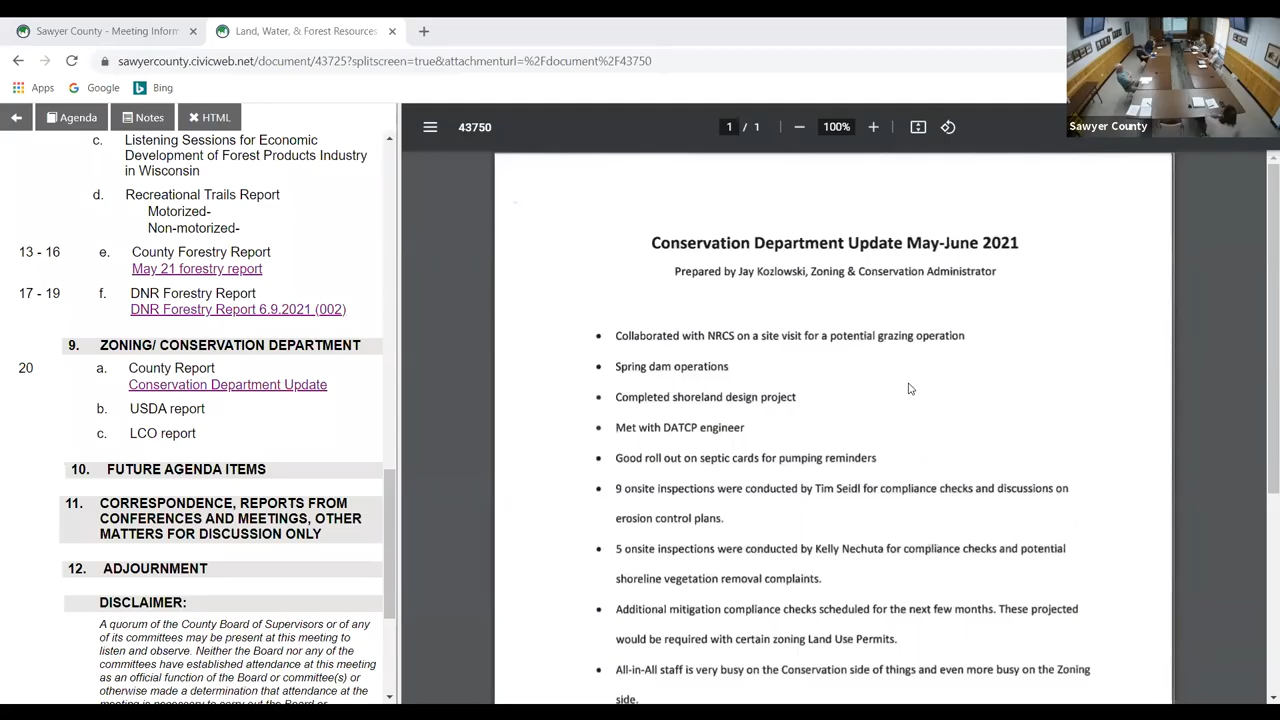 Sawyer County - Meeting Inform
Land, Water, & Forest Resources
sawyercounty.civicweb.net/document/43725?splitscreen=true&attachmenturl=%2Fdocument%2F43750
Apps Google Bing
Sawyer County
Agenda Notes HTML
43750 1 / 1 100%
c. Listening Sessions for Economic
Development of Forest Products Industry
in Wisconsin
d. Recreational Trails Report
Motorized-
Non-motorized-
13 - 16 e. County Forestry Report
May 21 forestry report
17 - 19 f. DNR Forestry Report
DNR Forestry Report 6.9.2021 (002)
9. ZONING/ CONSERVATION DEPARTMENT
20 a. County Report
Conservation Department Update
b. USDA report
c. LCO report
10. FUTURE AGENDA ITEMS
11. CORRESPONDENCE, REPORTS FROM
CONFERENCES AND MEETINGS, OTHER
MATTERS FOR DISCUSSION ONLY
12. ADJOURNMENT
DISCLAIMER:
A quorum of the County Board of Supervisors or of any
of its committees may be present at this meeting to
listen and observe. Neither the Board nor any of the
committees have established attendance at this meeting
as an official function of the Board or committee(s) or
otherwise made a determination that attendance at the
meeting is necessary to carry out the Board or
Conservation Department Update May-June 2021
Prepared by Jay Kozlowski, Zoning & Conservation Administrator
• Collaborated with NRCS on a site visit for a potential grazing operation
• Spring dam operations
• Completed shoreland design project
• Met with DATCP engineer
• Good roll out on septic cards for pumping reminders
• 9 onsite inspections were conducted by Tim Seidl for compliance checks and discussions on
erosion control plans.
• 5 onsite inspections were conducted by Kelly Nechuta for compliance checks and potential
shoreline vegetation removal complaints.
• Additional mitigation compliance checks scheduled for the next few months. These projected
would be required with certain zoning Land Use Permits.
• All-in-All staff is very busy on the Conservation side of things and even more busy on the Zoning
side.